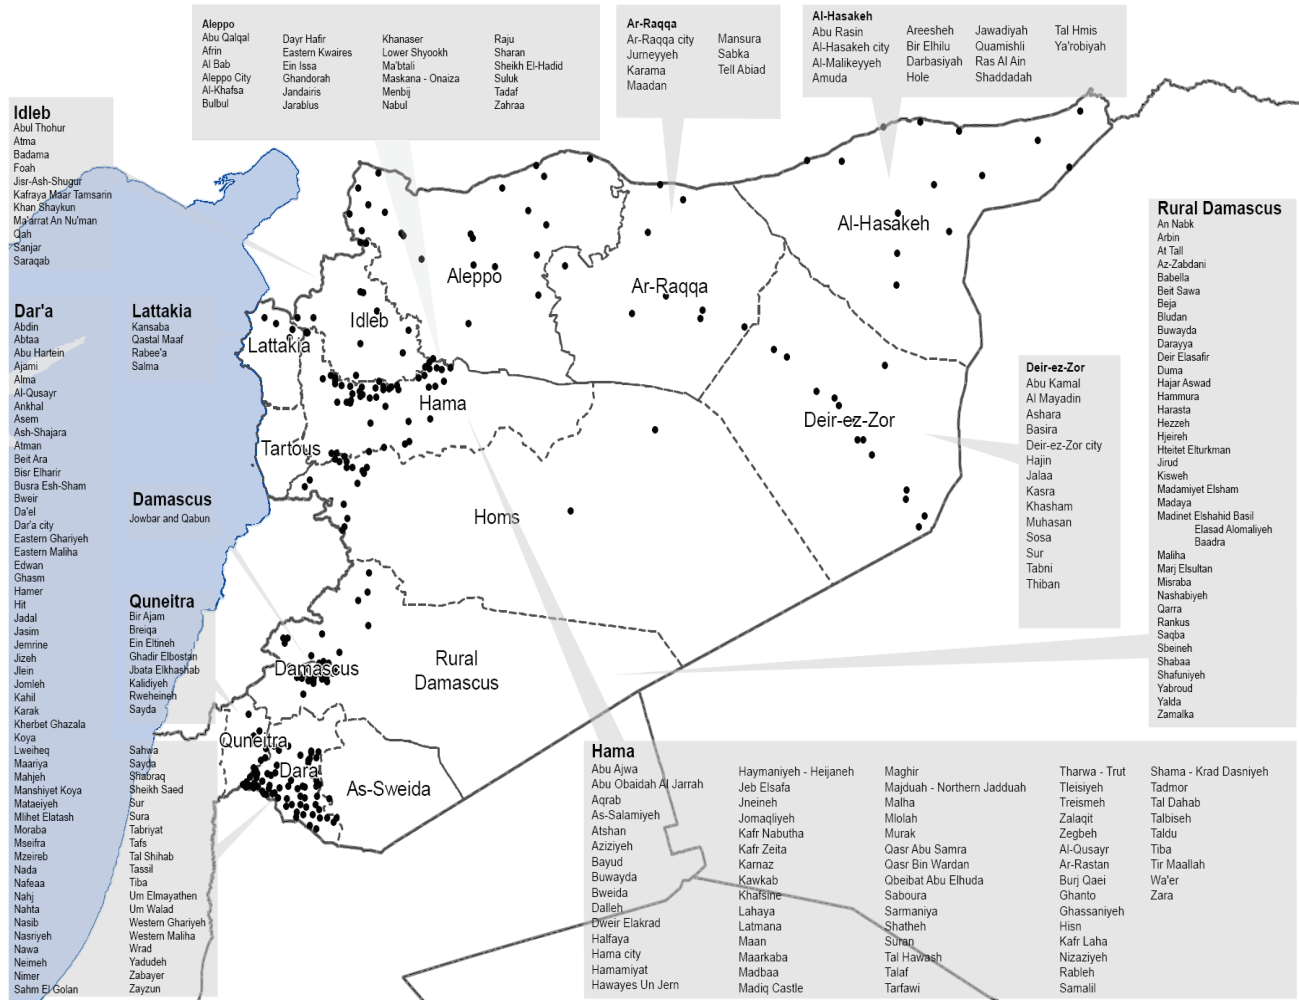 Aleppo
Abu Qalqal
Afrin
Al Bab
Aleppo City
Al-Khafsa
Bulbul
Dayr Hafir
Eastern Kwaires
Ein Issa
Ghandorah
Jandairis
Jarablus
Khanaser
Lower Shyookh
Ma'btali
Maskana - Onaiza
Menbij
Nabul
Raju
Sharan
Sheikh El-Hadid
Suluk
Tadaf
Zahraa
Ar-Raqqa
Ar-Raqqa city
Jurneyyeh
Karama
Maadan
Mansura
Sabka
Tell Abiad
Al-Hasakeh
Abu Rasin
Al-Hasakeh city
Al-Malikeyyeh
Amuda
Areesheh
Bir Elhilu
Darbasiyah
Hole
Jawadiyah
Quamishli
Ras Al Ain
Shaddadah
Tal Hmis
Ya'robiyah
Idleb
Abul Thohur
Atma
Badama
Foah
Jisr-Ash-Shugur
Kafraya Maar Tamsarin
Khan Shaykun
Ma'arrat An Nu'man
Qah
Sanjar
Saraqab
Dar'a
Abdin
Abtaa
Abu Hartein
Ajami
Alma
Al-Qusayr
Ankhal
Asem
Ash-Shajara
Atman
Beit Ara
Bisr Elharir
Busra Esh-Sham
Bweir
Da'el
Dar'a city
Eastern Ghariyeh
Eastern Maliha
Edwan
Ghasm
Hamer
Hit
Jadal
Jasim
Jemrine
Jizeh
Jlein
Jomleh
Kahil
Karak
Kherbet Ghazala
Koya
Lweiheq
Maariya
Mahjeh
Manshiyet Koya
Mataeiyeh
Mlihet Elatash
Moraba
Mseifra
Mzeireb
Nada
Nafeaa
Nahj
Nahta
Nasib
Nasriyeh
Nawa
Neimeh
Nimer
Sahm El Golan
Sahwa
Sayda
Shabraq
Sheikh Saed
Sur
Sura
Tabriyat
Tafs
Tal Shihab
Tassil
Tiba
Um Elmayathen
Um Walad
Western Ghariyeh
Western Maliha
Wrad
Yadudeh
Zabayer
Zayzun
Lattakia
Kansaba
Qastal Maaf
Rabee'a
Salma
Damascus
Jowbar and Qabun
Quneitra
Bir Ajam
Breiqa
Ein Eltineh
Ghadir Elbostan
Jbata Elkhashab
Kalidiyeh
Rweheineh
Sayda
Aleppo
Ar-Raqqa
Al-Hasakeh
Idleb
Lattakia
Hama
Tartous
Deir-ez-Zor
Homs
Damascus
Rural
Damascus
Quneitra
Dara
As-Sweida
Rural Damascus
An Nabk
Arbin
At Tall
Az-Zabdani
Babella
Beit Sawa
Beja
Bludan
Buwayda
Darayya
Deir Elasafir
Duma
Hajar Aswad
Hammura
Harasta
Hezzeh
Hjeireh
Hteitet Elturkman
Jirud
Kisweh
Madamiyet Elsham
Madaya
Madinet Elshahid Basil
Elasad Alomaliyeh
Baadra
Maliha
Marj Elsultan
Misraba
Nashabiyeh
Qarra
Rankus
Saqba
Sbeineh
Shabaa
Shafuniyeh
Yabroud
Yalda
Zamalka
Deir-ez-Zor
Abu Kamal
Al Mayadin
Ashara
Basira
Deir-ez-Zor city
Hajin
Jalaa
Kasra
Khasham
Muhasan
Sosa
Sur
Tabni
Thiban
Hama
Abu Ajwa
Abu Obaidah Al Jarrah
Aqrab
As-Salamiyeh
Atshan
Aziziyeh
Bayud
Buwayda
Bweida
Dalleh
Dweir Elakrad
Halfaya
Hama city
Hamamiyat
Hawayes Un Jern
Haymaniyeh - Heijaneh
Jeb Elsafa
Jneineh
Jomaqliyeh
Kafr Nabutha
Kafr Zeita
Karnaz
Kawkab
Khafsine
Lahaya
Latmana
Maan
Maarkaba
Madbaa
Madiq Castle
Maghir
Majduah - Northern Jadduah
Malha
Mlolah
Murak
Qasr Abu Samra
Qasr Bin Wardan
Qbeibat Abu Elhuda
Saboura
Sarmaniya
Shatheh
Suran
Tal Hawash
Talaf
Tarfawi
Tharwa - Trut
Tleisiyeh
Treismeh
Zalaqit
Zegbeh
Al-Qusayr
Ar-Rastan
Burj Qaei
Ghanto
Ghassaniyeh
Hisn
Kafr Laha
Nizaziyeh
Rableh
Samalil
Shama - Krad Dasniyeh
Tadmor
Tal Dahab
Talbiseh
Taldu
Tiba
Tir Maallah
Wa'er
Zara